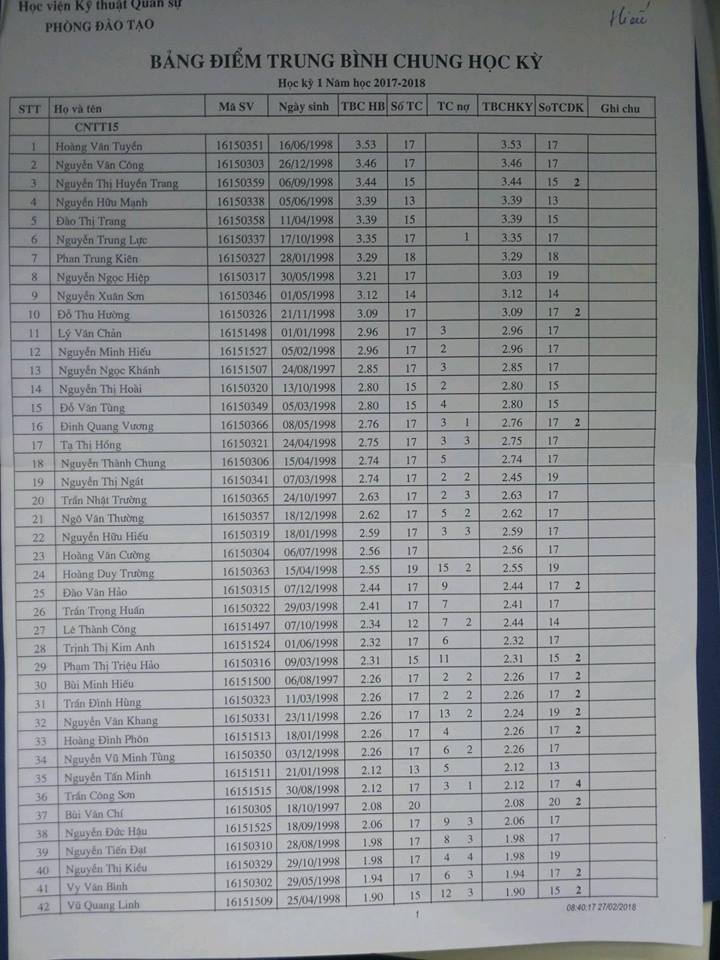 Học viện Kỹ thuật Quân sự
PHÒNG ĐÀO TẠO
Hiếu
BẢNG ĐIỂM TRUNG BÌNH CHUNG HỌC KỲ
Học kỳ 1 Năm học 2017-2018
STT Họ và tên Mã SV Ngày sinh TBC HB Số TC TC nợ TBCHKY SoTCDK Ghi chu
CNTT15
1 Hoàng Văn Tuyển 16150351 16/06/1998 3.53 17 3.53 17
2 Nguyễn Văn Công 16150303 26/12/1998 3.46 17 3.46 17
3 Nguyễn Thị Huyền Trang 16150359 06/09/1998 3.44 15 3.44 15 2
4 Nguyễn Hữu Mạnh 16150338 05/06/1998 3.39 13 3.39 13
5 Đào Thị Trang 16150358 11/04/1998 3.39 15 3.39 15
6 Nguyễn Trung Lực 16150337 17/10/1998 3.35 17 1 3.35 17
7 Phan Trung Kiên 16150327 28/01/1998 3.29 18 3.29 18
8 Nguyễn Ngọc Hiệp 16150317 30/05/1998 3.21 17 3.03 19
9 Nguyễn Xuân Sơn 16150346 01/05/1998 3.12 14 3.12 14
10 Đỗ Thu Hường 16150326 21/11/1998 3.09 17 3.09 17 2
11 Lý Văn Chản 16151498 01/01/1998 2.96 17 3 2.96 17
12 Nguyễn Minh Hiếu 16151527 05/02/1998 2.96 17 2 2.96 17
13 Nguyễn Ngọc Khánh 16151507 24/08/1997 2.85 17 3 2.85 17
14 Nguyễn Thị Hoài 16150320 13/10/1998 2.80 15 2 2.80 15
15 Đỗ Văn Tùng 16150349 05/03/1998 2.80 15 4 2.80 15
16 Đinh Quang Vương 16150366 08/05/1998 2.76 17 3 1 2.76 17 2
17 Tạ Thị Hồng 16150321 24/04/1998 2.75 17 3 3 2.75 17
18 Nguyễn Thành Chung 16150306 15/04/1998 2.74 17 5 2.74 17
19 Nguyễn Thị Ngát 16150341 07/03/1998 2.74 17 2 2 2.45 19
20 Trần Nhật Trường 16150365 24/10/1997 2.63 17 2 3 2.63 17
21 Ngô Văn Thường 16150357 18/12/1998 2.62 17 5 2 2.62 17
22 Nguyễn Hữu Hiếu 16150319 18/01/1998 2.59 17 3 3 2.59 17
23 Hoàng Văn Cường 16150304 06/07/1998 2.56 17 2.56 17
24 Hoàng Duy Trường 16150363 15/04/1998 2.55 19 15 2 2.55 19
25 Đào Văn Hảo 16150315 07/12/1998 2.44 17 9 2.44 17 2
26 Trần Trọng Huấn 16150322 29/03/1998 2.41 17 7 2.41 17
27 Lê Thành Công 16151497 07/10/1998 2.34 12 7 2 2.44 14
28 Trịnh Thị Kim Anh 16151524 01/06/1998 2.32 17 6 2.32 17
29 Phạm Thị Triệu Hảo 16150316 09/03/1998 2.31 15 11 2.31 15 2
30 Bùi Minh Hiếu 16151500 06/08/1997 2.26 17 2 2 2.26 17 2
31 Trần Đình Hùng 16150323 11/03/1998 2.26 17 2 2 2.26 17 2
32 Nguyễn Văn Khang 16150331 23/11/1998 2.26 17 13 2 2.24 19 2
33 Hoàng Đình Phôn 16151513 18/01/1998 2.26 17 4 2.26 17 2
34 Nguyễn Vũ Minh Tùng 16150350 03/12/1998 2.26 17 6 2 2.26 17
35 Nguyễn Tấn Minh 16151511 21/01/1998 2.12 13 5 2.12 13
36 Trần Công Sơn 16151515 30/08/1998 2.12 17 3 1 2.12 17 4
37 Bùi Văn Chí 16150305 18/10/1997 2.08 20 2.08 20 2
38 Nguyễn Đức Hậu 16151525 18/09/1998 2.06 17 9 3 2.06 17
39 Nguyễn Tiến Đạt 16150310 28/08/1998 1.98 17 8 3 1.98 17
40 Nguyễn Thị Kiều 16150329 29/10/1998 1.98 17 4 4 1.98 19
41 Vy Văn Bình 16150302 29/05/1998 1.94 17 6 3 1.94 17 2
42 Vũ Quang Linh 16151509 25/04/1998 1.90 15 12 3 1.90 15 2
1
08:40:17 27/02/2018